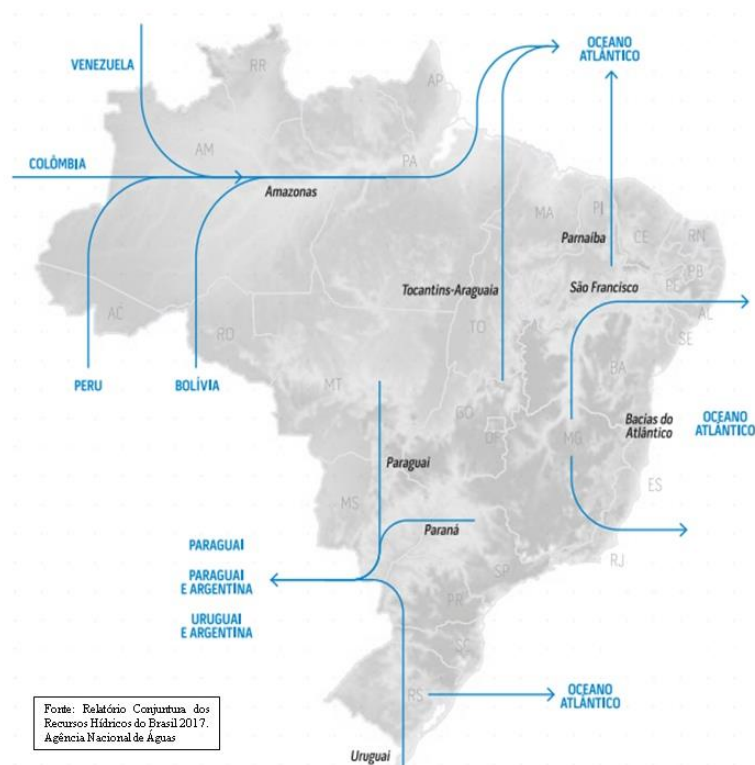 VENEZUELA
OCEANO
ATLÂNTICO
RR
AP
AM
PA
COLÔMBIA
Amazonas
MA
PI
CE
RN
Parnaíba
PB
PE
Tocantins-Araguaia
São Francisco
AL
SE
AC
RO
TO
BA
PERU
BOLÍVIA
MT
GO
DF
MG
Bacias do
Atlântico
OCEANO
ATLÂNTICO
Paraguai
MS
ES
Paraná
PARAGUAI
RJ
SP
PARAGUAI
E ARGENTINA
PR
URUGUAI
E ARGENTINA
SC
RS
OCEANO
ATLÂNTICO
Fonte: Relatório Conjuntura dos
Recursos Hídricos do Brasil 2017.
Agência Nacional de Águas
Uruguai